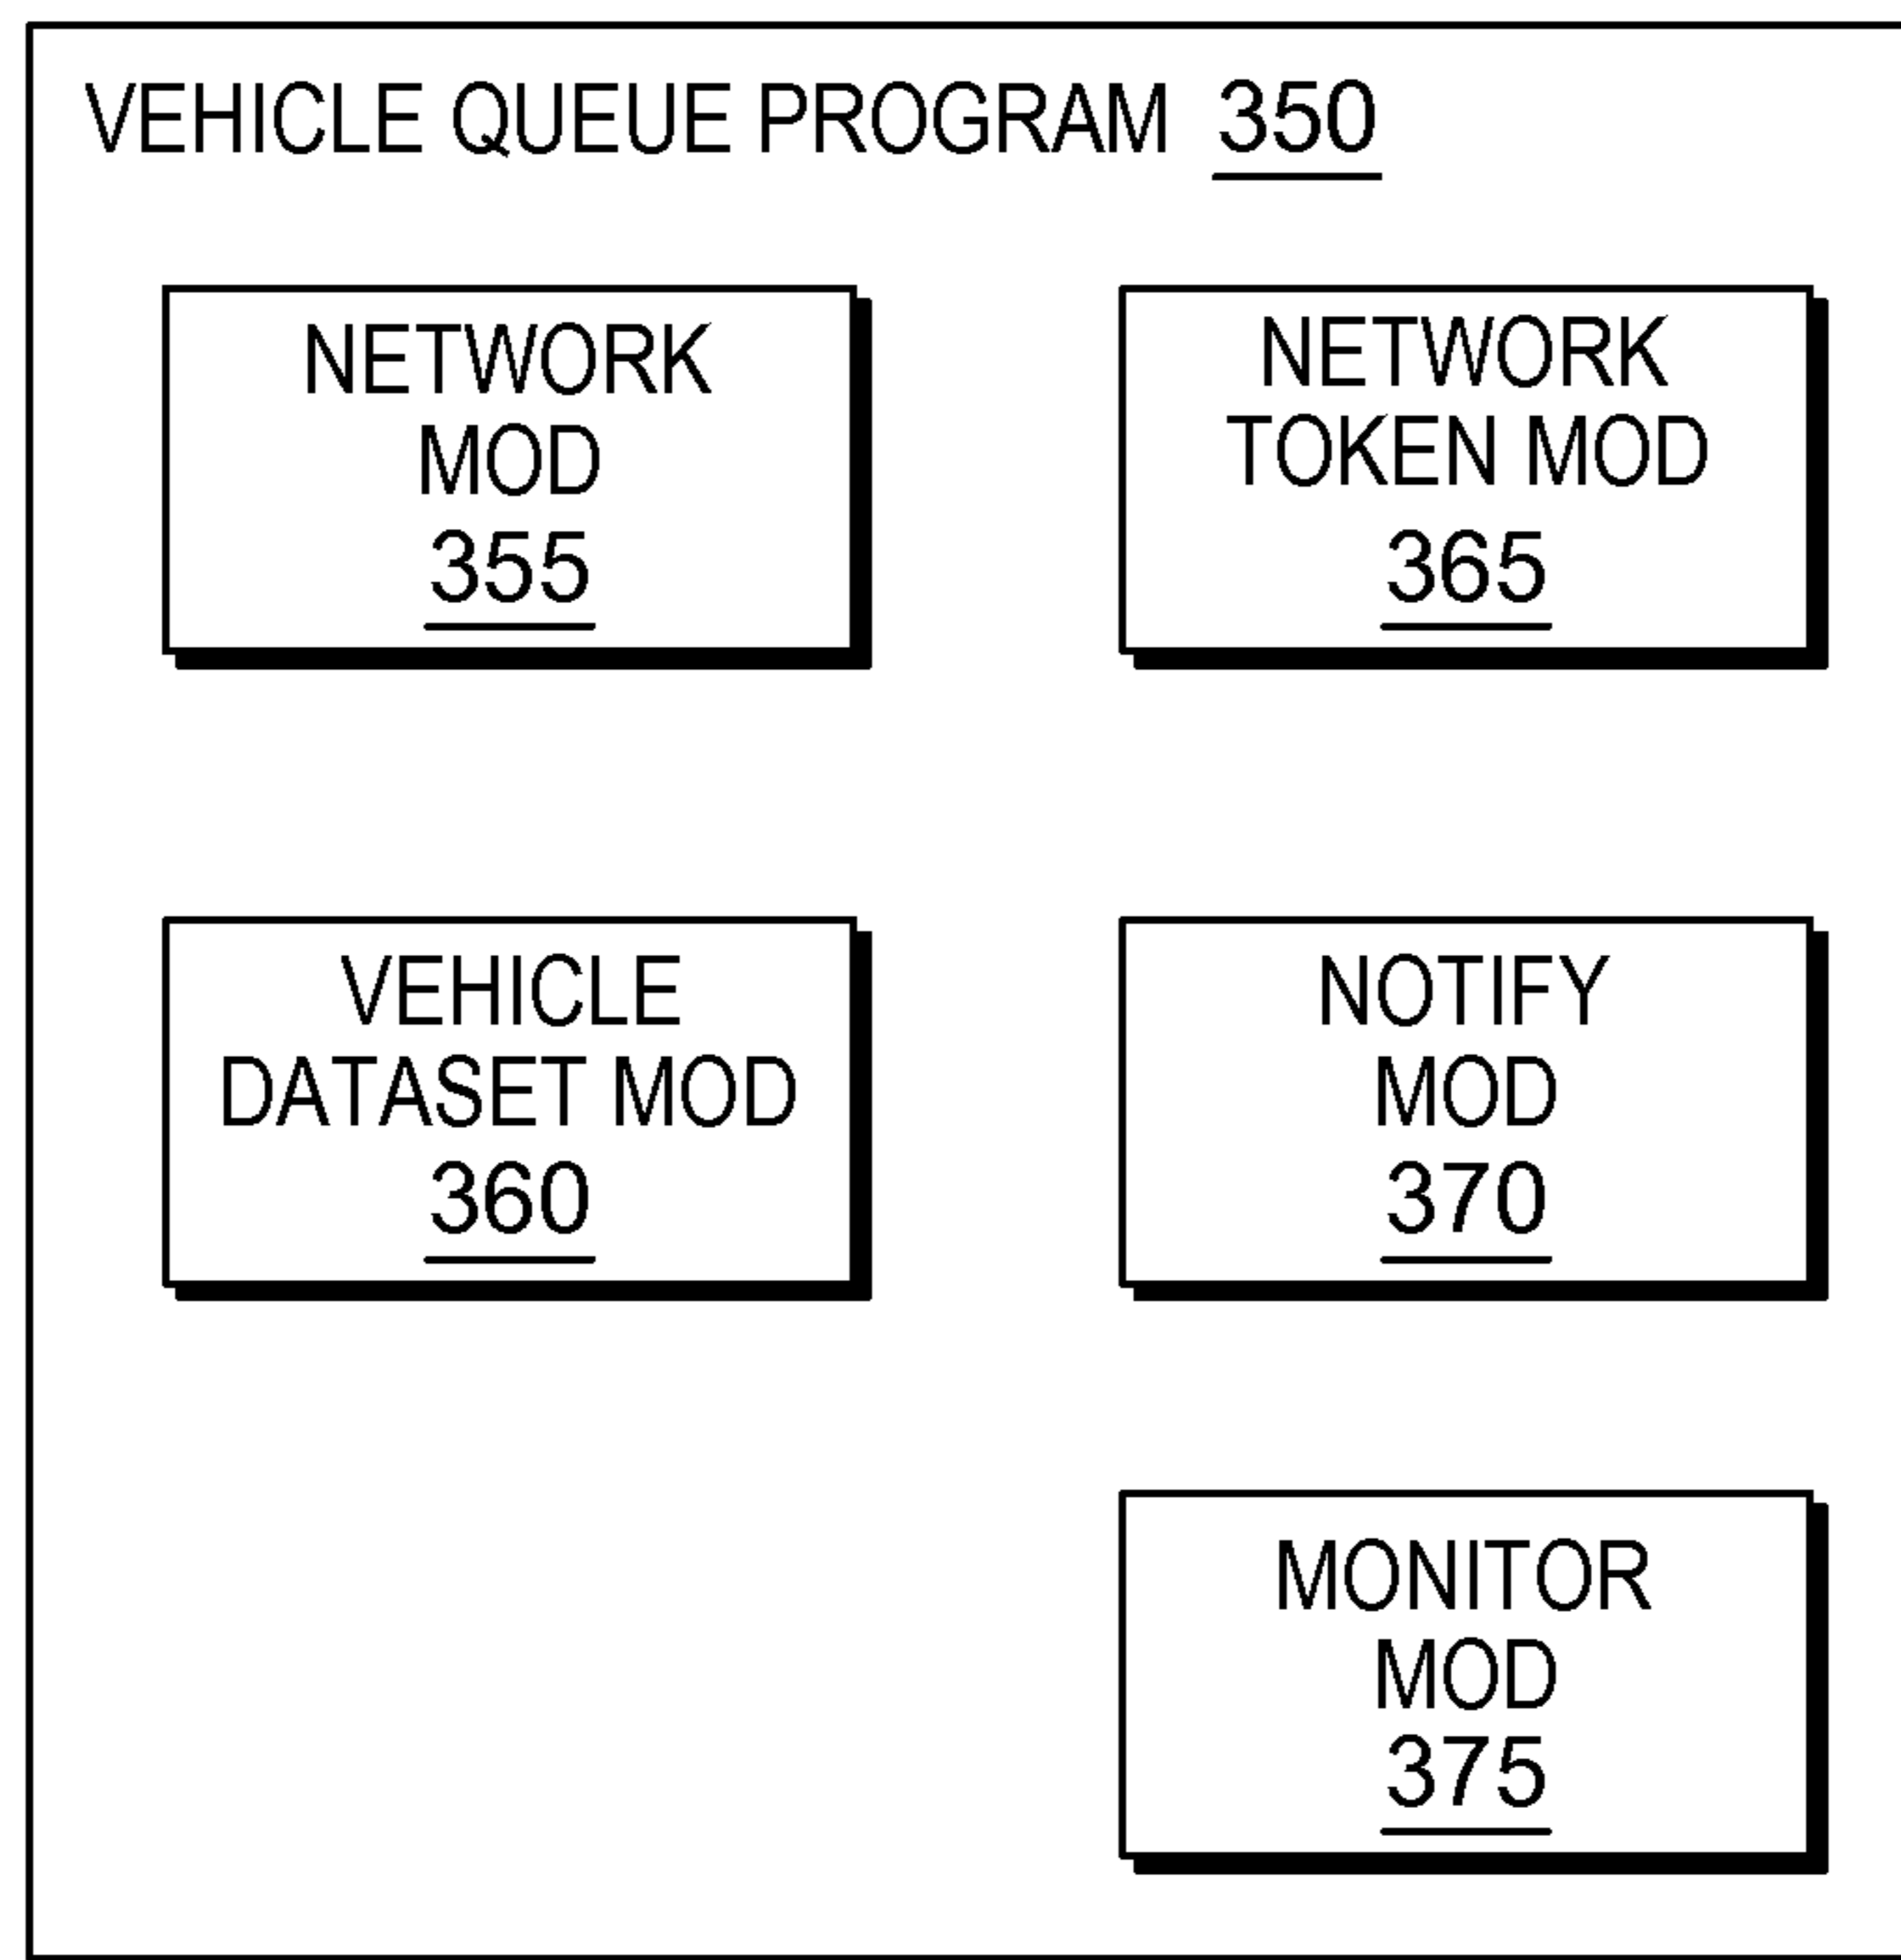 VEHICLE QUEUE PROGRAM 350
NETWORK
MOD
355
NETWORK
TOKEN MOD
365
VEHICLE
DATASET MOD
360
NOTIFY
MOD
370
MONITOR
MOD
375